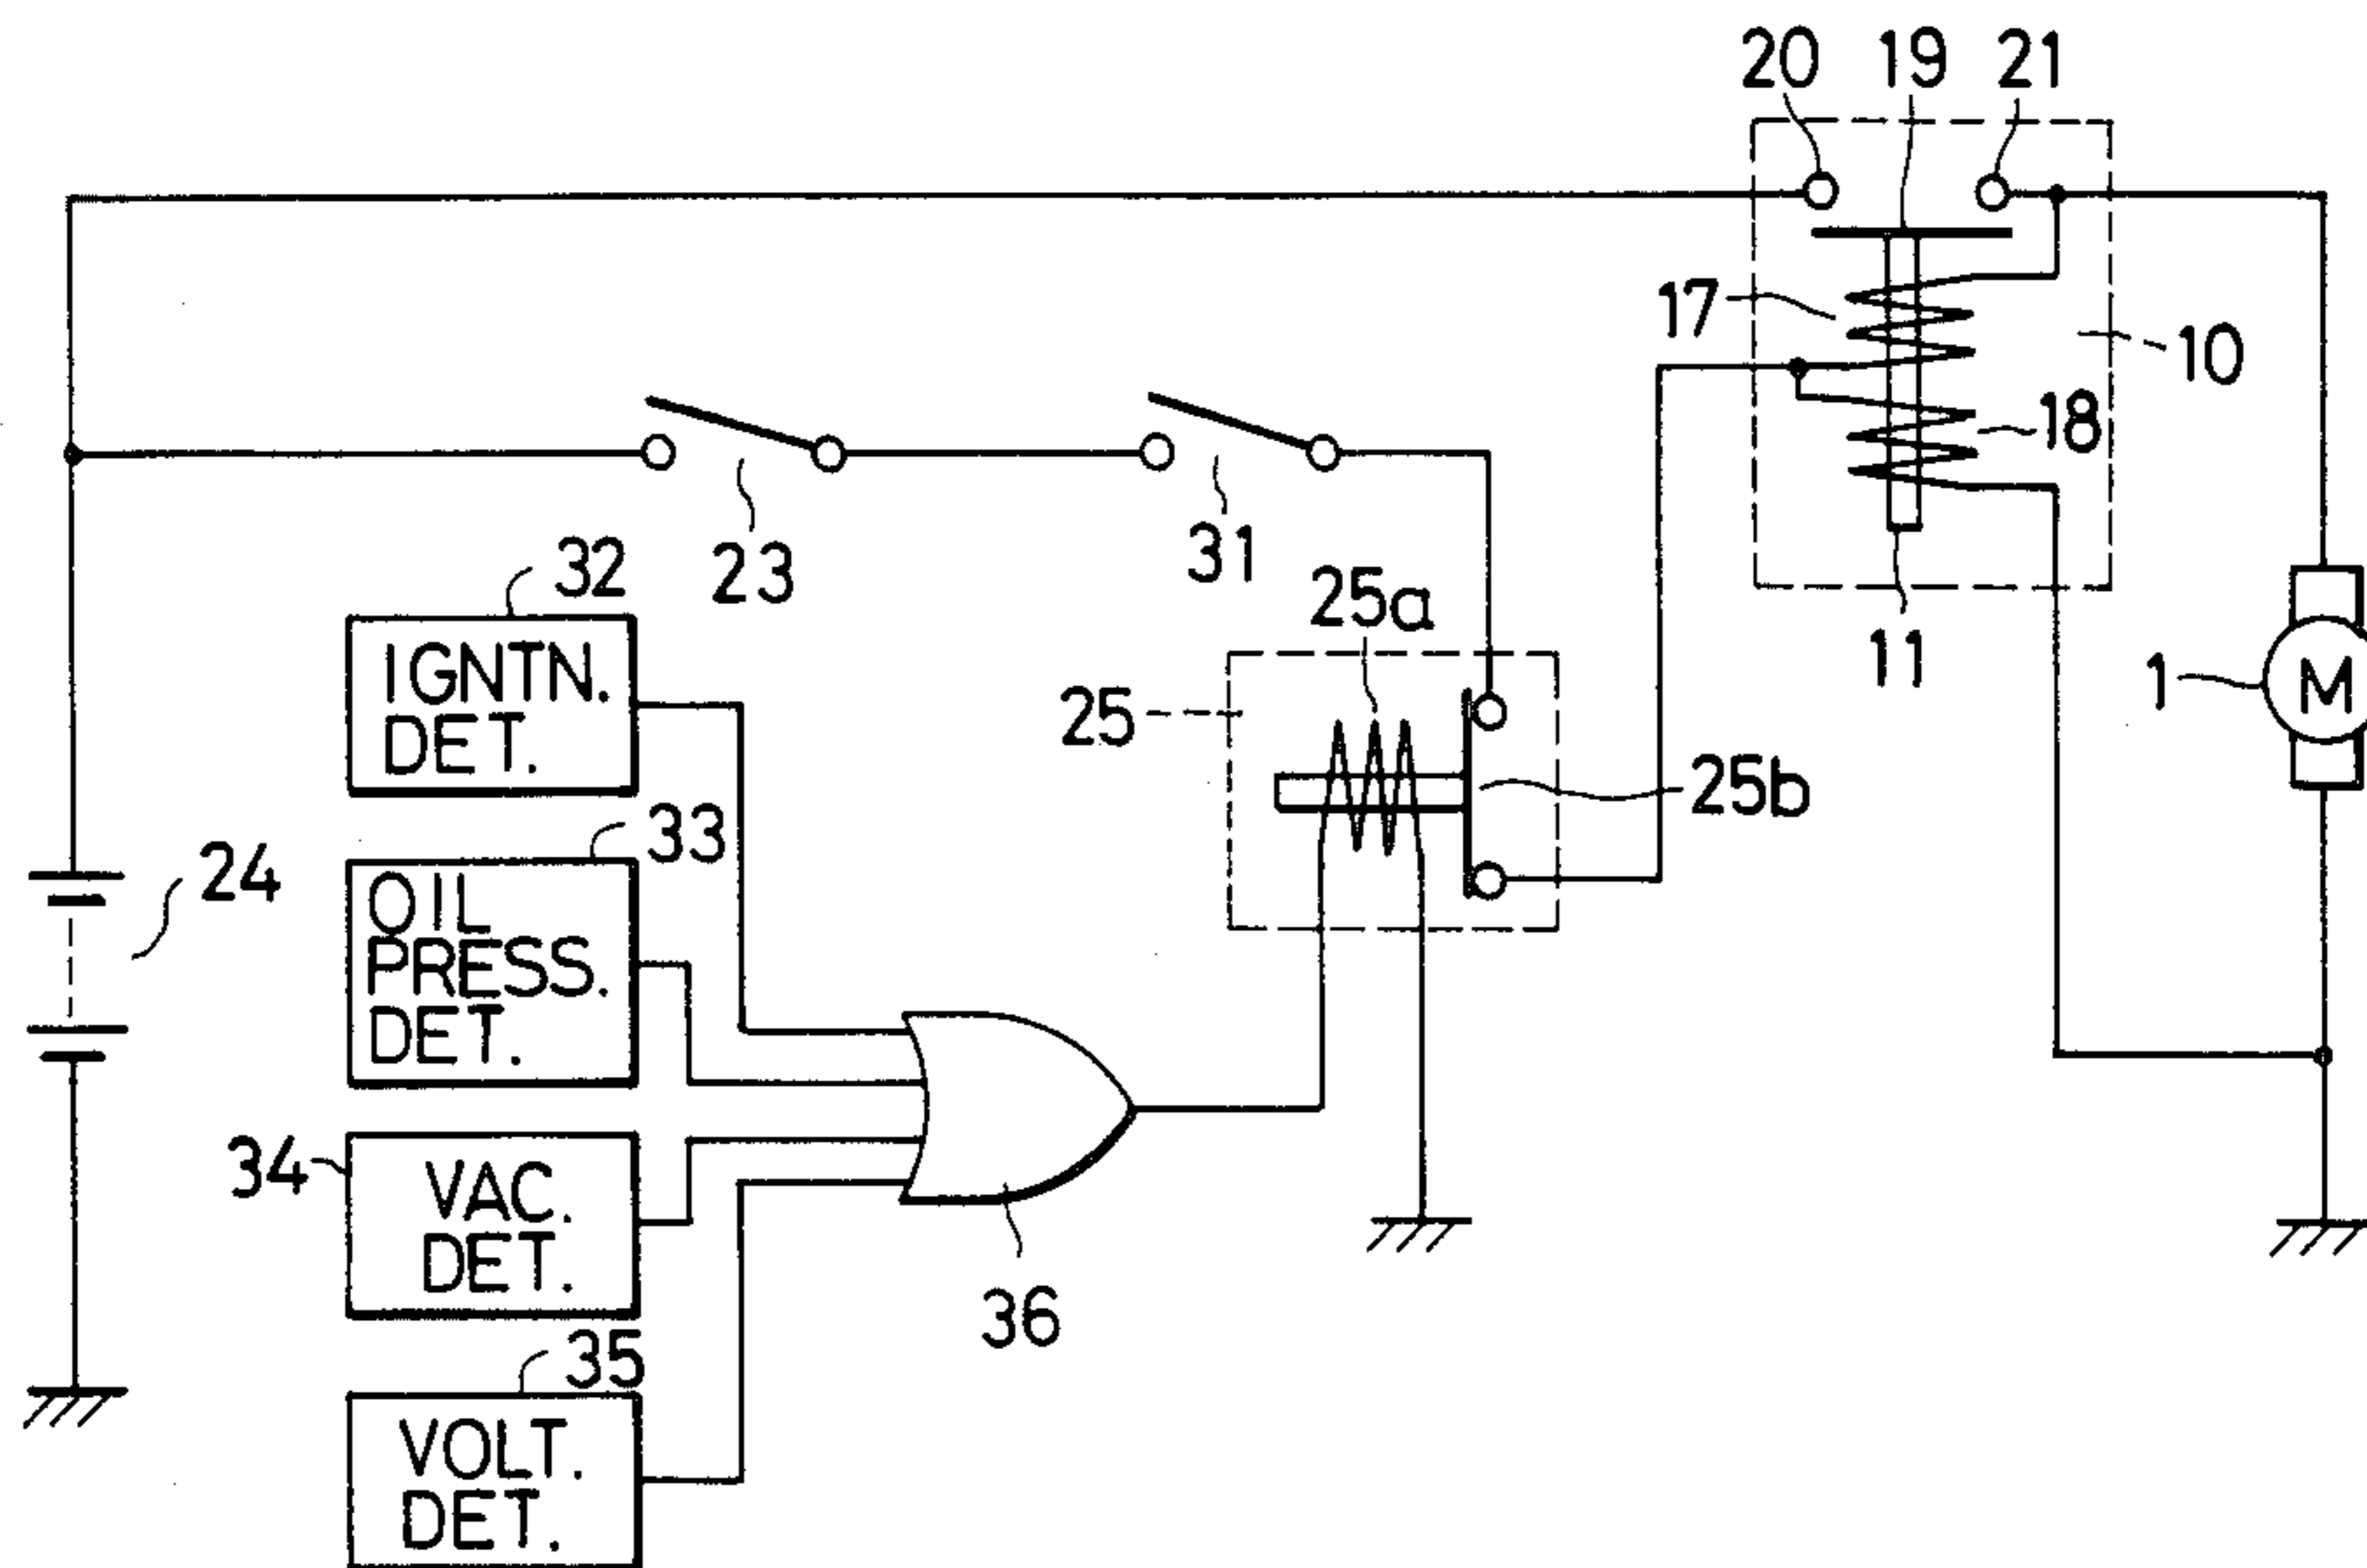 20 19 21
17
10
18
32
23
31
IGNTN.
DET.
25a
11
1
M
25
25b
33
24
OIL
PRESS.
DET.
34
VAC.
DET.
36
35
VOLT.
DET.